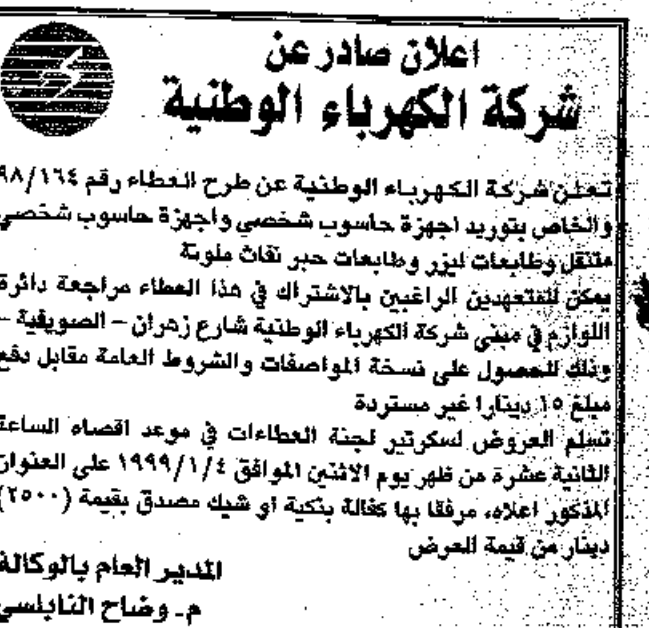 اعلان صادر عن
شركة الكهرباء الوطنية
تعلن شركة الكهرباء الوطنية عن طرح العطاء رقم ٩٨/١٦٤
والخاص بتوريد اجهزة حاسوب شخصي واجهزة حاسوب شخصي
متنقل وطابعات ليزر وطابعات حبر نفاث ملونة
يمكن للمتعهدين الراغبين بالاشتراك في هذا العطاء مراجعة دائرة
اللوازم في مبنى شركة الكهرباء الوطنية شارع زهران – الصويفية –
وذلك للحصول على نسخة المواصفات والشروط العامة مقابل دفع
مبلغ ١٥ دينارا غير مستردة
تسلم العروض لسكرتير لجنة العطاءات في موعد اقصاه الساعة
الثانية عشرة من ظهر يوم الاثنين الموافق ١٩٩٩/١/٤ على العنوان
المذكور اعلاه، مرفقا بها كفالة بنكية او شيك مصدق بقيمة (٢٥٠٠)
دينار من قيمة العرض
المدير العام بالوكالة
م. وضاح النابلسي